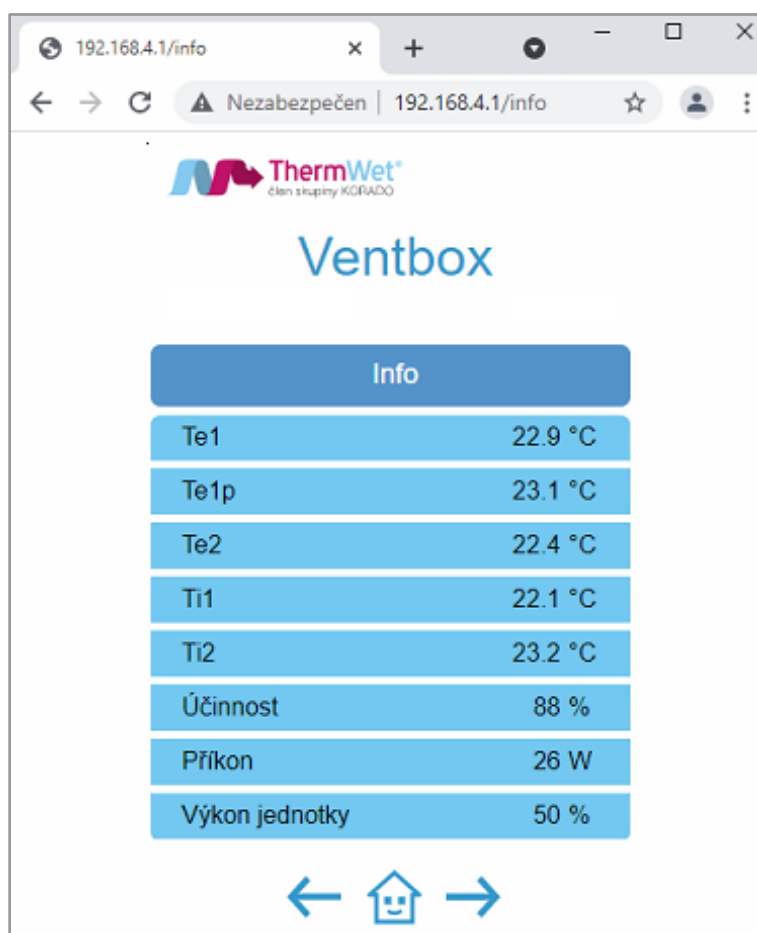 192.168.4.1/info
Nezabezpečen | 192.168.4.1/info
ThermWet®
člen skupiny KORADO
Ventbox
Info
Te1 22.9 °C
Te1p 23.1 °C
Te2 22.4 °C
Ti1 22.1 °C
Ti2 23.2 °C
Účinnost 88 %
Příkon 26 W
Výkon jednotky 50 %